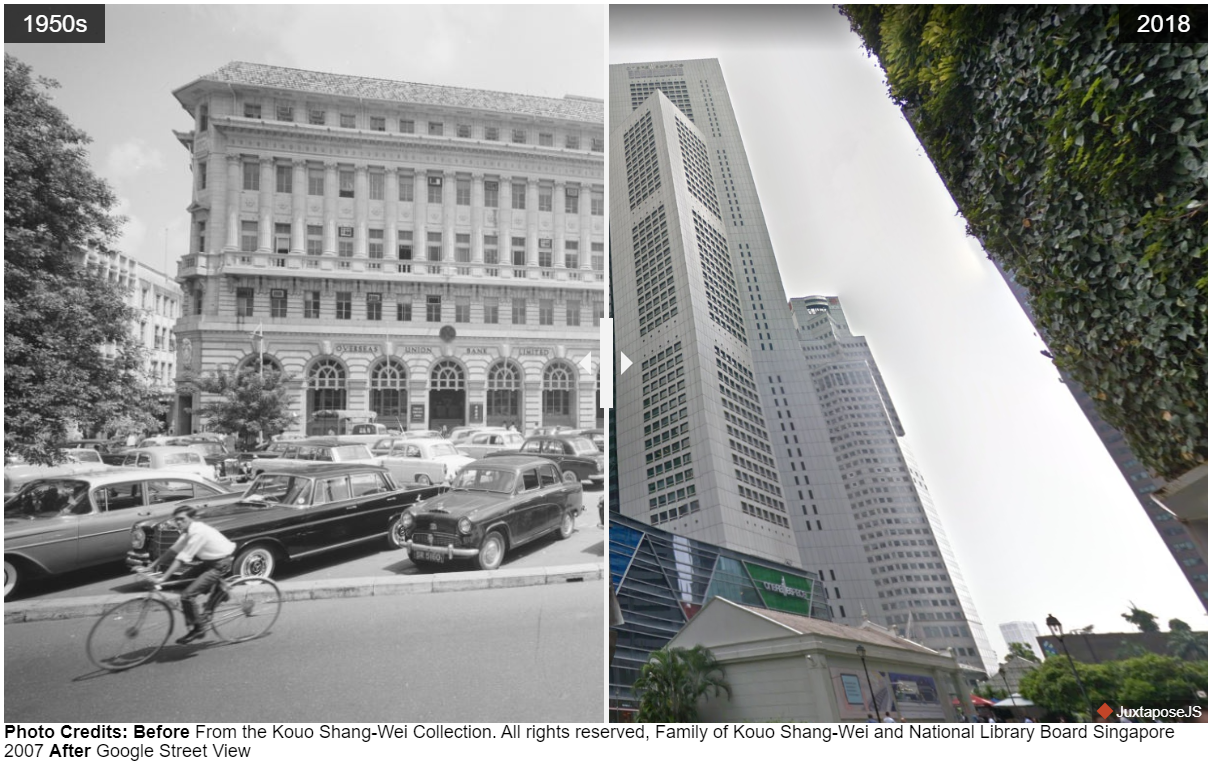 1950s
2018
OVERSEAS UNION BANK LIMITED
JuxtaposeJS
Photo Credits: Before From the Kouo Shang-Wei Collection. All rights reserved, Family of Kouo Shang-Wei and National Library Board Singapore
2007 After Google Street View